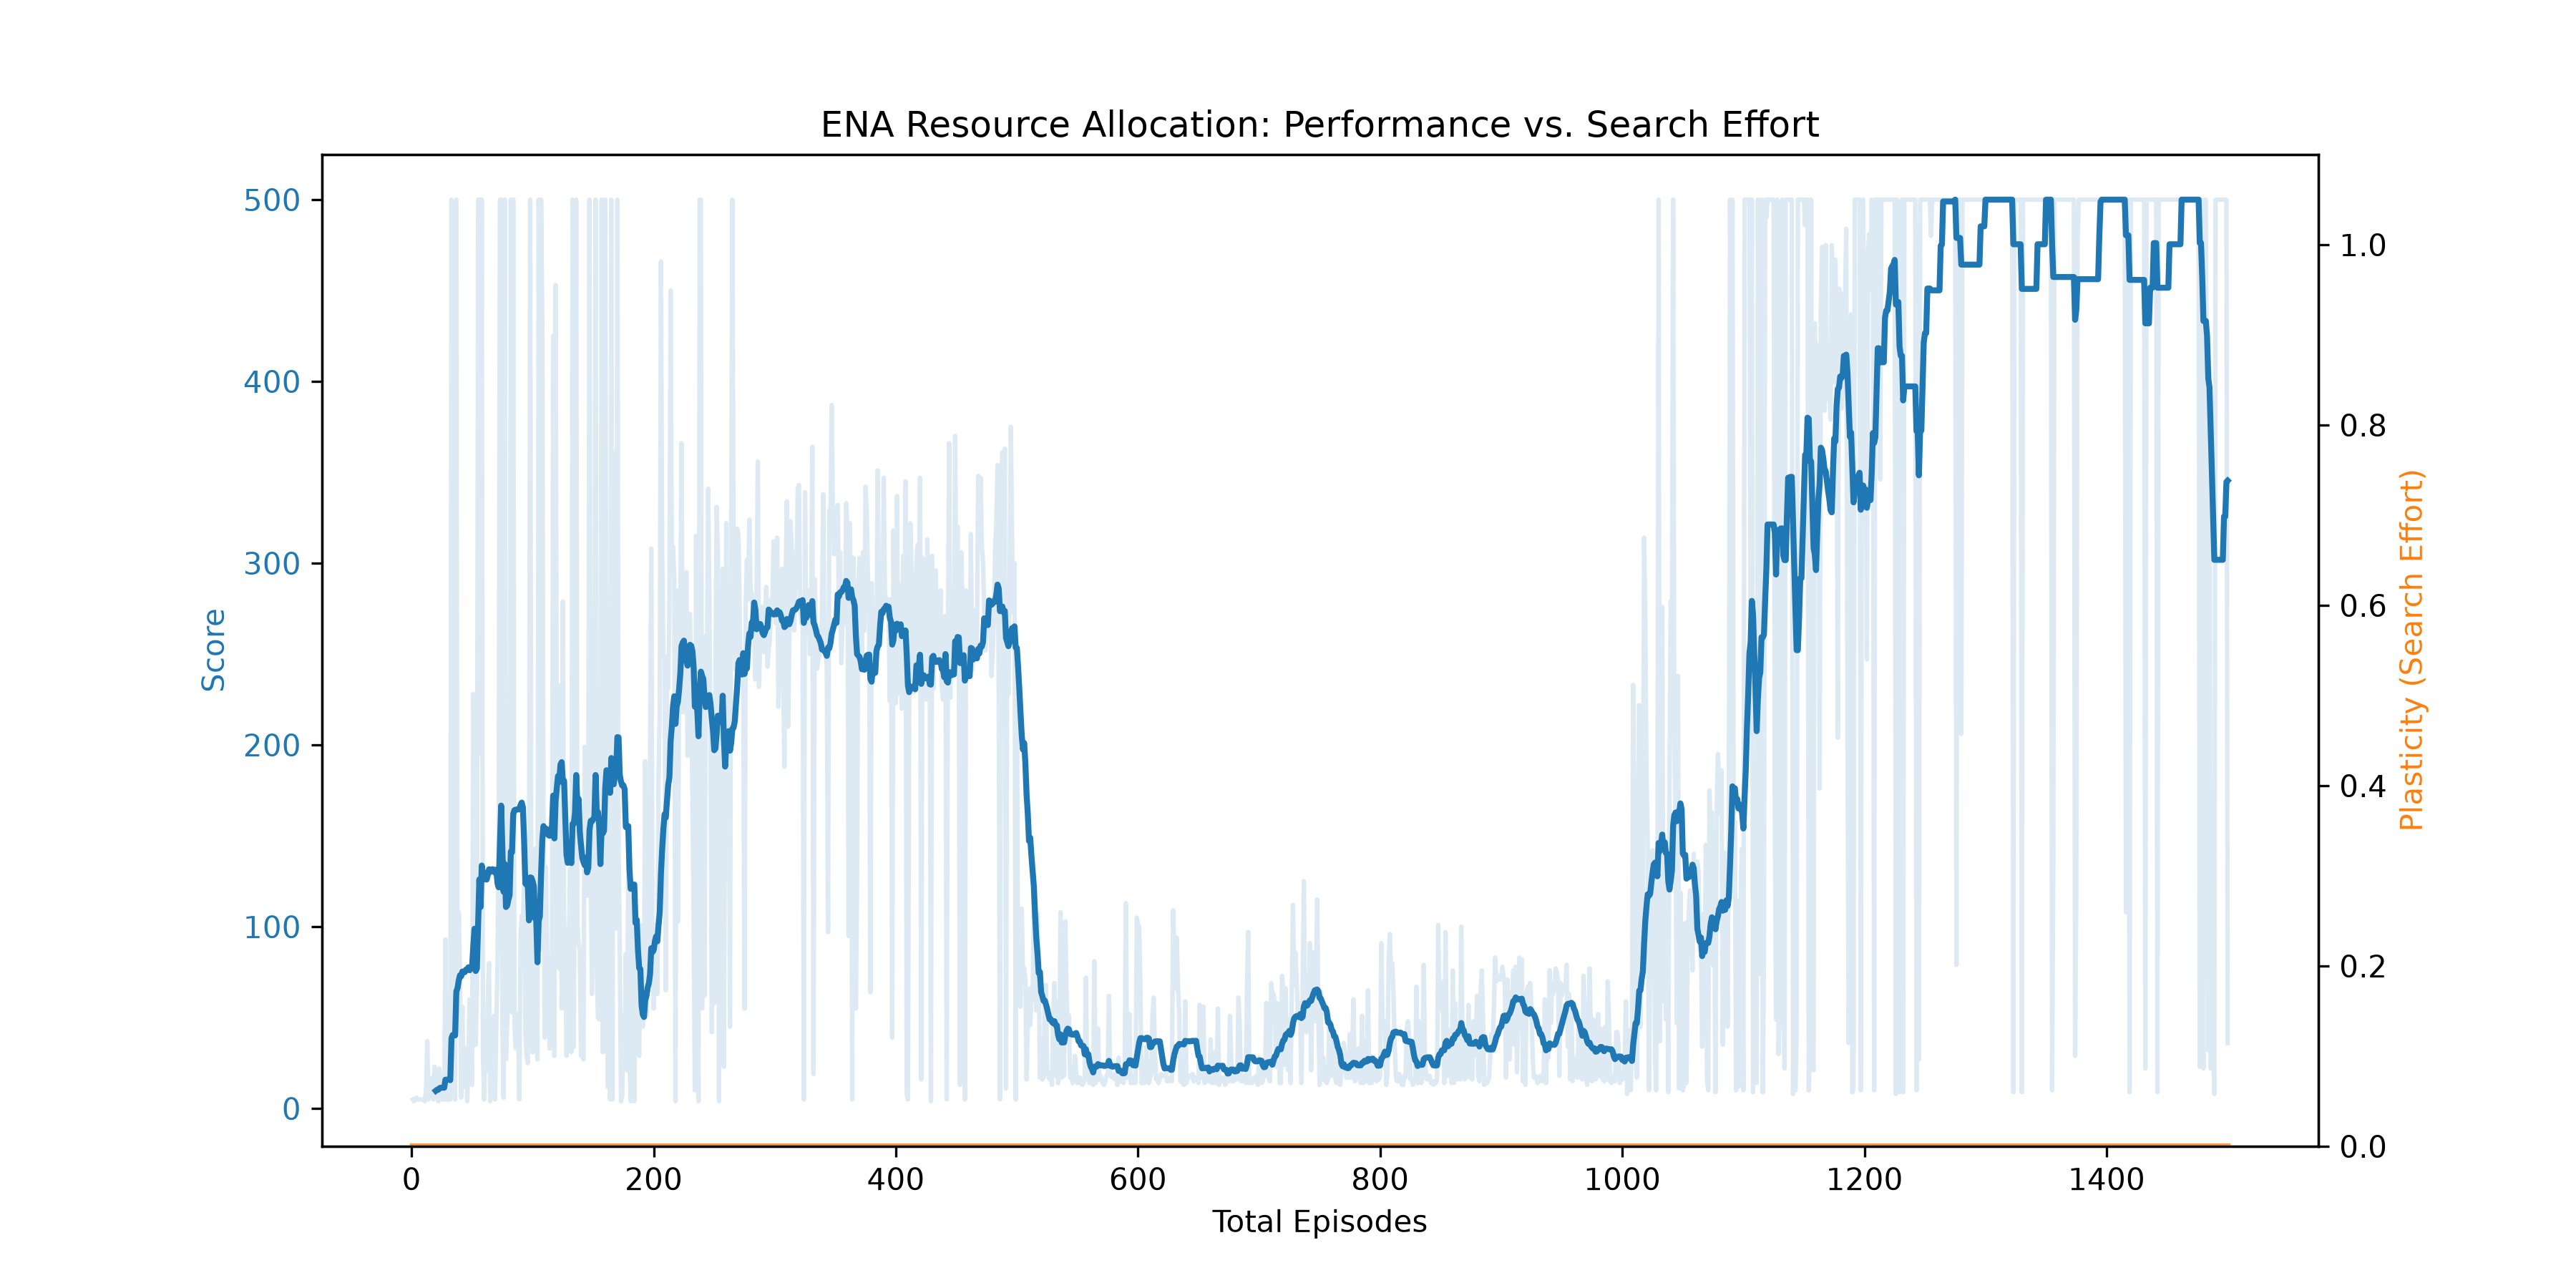 ENA Resource Allocation: Performance vs. Search Effort
500
400
300
200
100
0
Score
1.0
0.8
0.6
0.4
0.2
0.0
Plasticity (Search Effort)
0 200 400 600 800 1000 1200 1400
Total Episodes